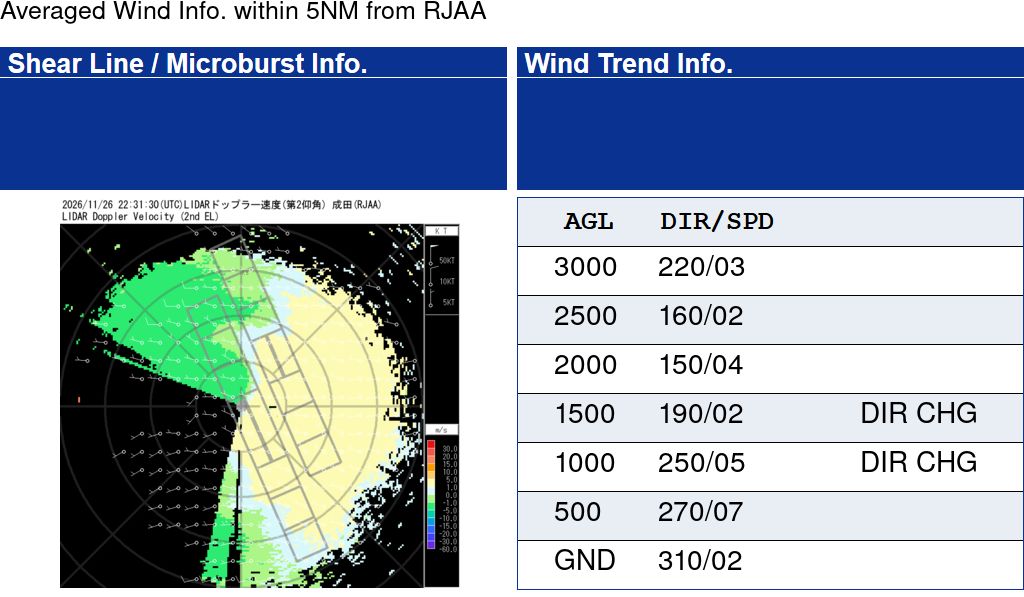 Averaged Wind Info. within 5NM from RJAA
Shear Line / Microburst Info.
Wind Trend Info.
2026/11/26 22:31:30(UTC)LIDARドップラー速度(第2仰角) 成田(RJAA)
LIDAR Doppler Velocity (2nd EL)
K T
50KT
10KT
5KT
m/s
30.0
20.0
15.0
10.0
5.0
1.0
0.0
-1.0
-5.0
-10.0
-15.0
-20.0
-30.0
-60.0
AGL DIR/SPD
3000 220/03
2500 160/02
2000 150/04
1500 190/02 DIR CHG
1000 250/05 DIR CHG
500 270/07
GND 310/02